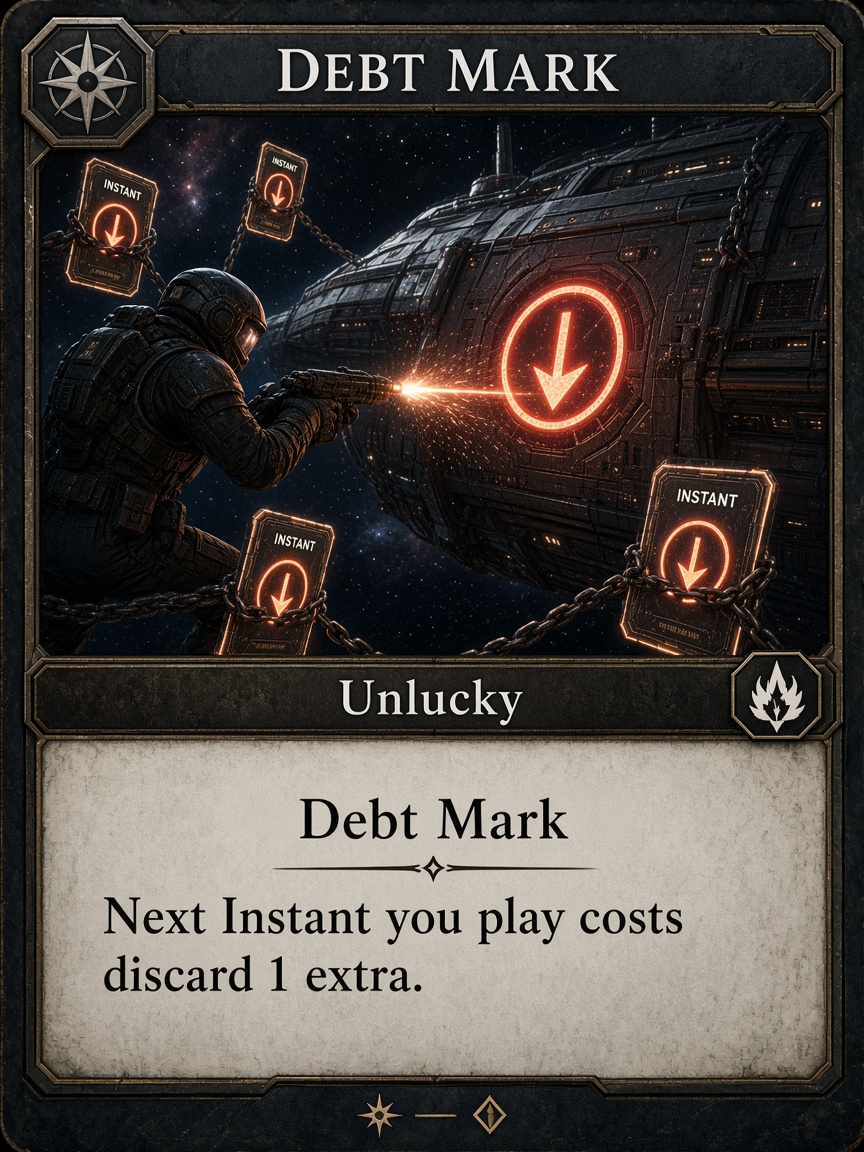 DEBT MARK
INSTANT
INSTANT
INSTANT
INSTANT
Unlucky
Debt Mark
Next Instant you play costs
discard 1 extra.